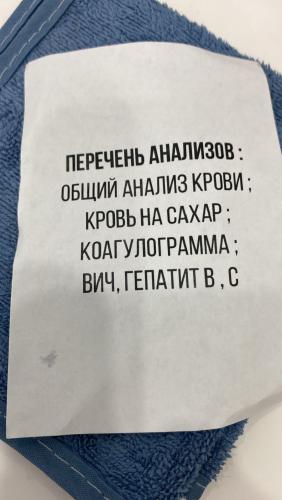 ПЕРЕЧЕНЬ АНАЛИЗОВ :
ОБЩИЙ АНАЛИЗ КРОВИ ;
КРОВЬ НА САХАР ;
КОАГУЛОГРАММА ;
ВИЧ, ГЕПАТИТ В , С